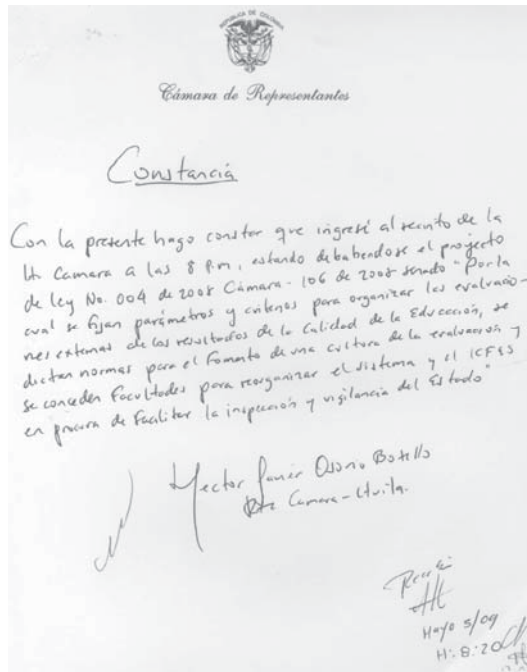 REPUBLICA DE COLOMBIA
Cámara de Representantes
Constancia
Con la presente hago constar que ingresé al recinto de la
H. Camara a las 8 P.m, estando debatiendose el proyecto
de ley No. 004 de 2008 Cámara - 106 de 2008 Senado "Por la
cual se fijan parámetros y criterios para organizar las evaluacio-
nes externas de los resultados de la Calidad de la Educación, se
dictan normas para el fomento de una cultura de la evaluación y
se conceden Facultades para reorganizar el sistema y el ICFES
en procura de facilitar la inspección y vigilancia del Estado"
Hector Javier Osorio Botello
Rte Camara - Huila.
Recibí
Mayo 5/09
H: 8:20